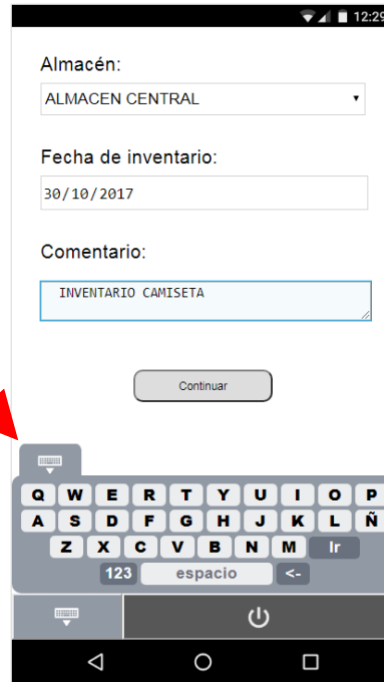 12:29
Almacén:
ALMACEN CENTRAL
Fecha de inventario:
30/10/2017
Comentario:
INVENTARIO CAMISETA
Continuar
Q W E R T Y U I O P
A S D F G H J K L Ñ
Z X C V B N M Ir
123 espacio <-